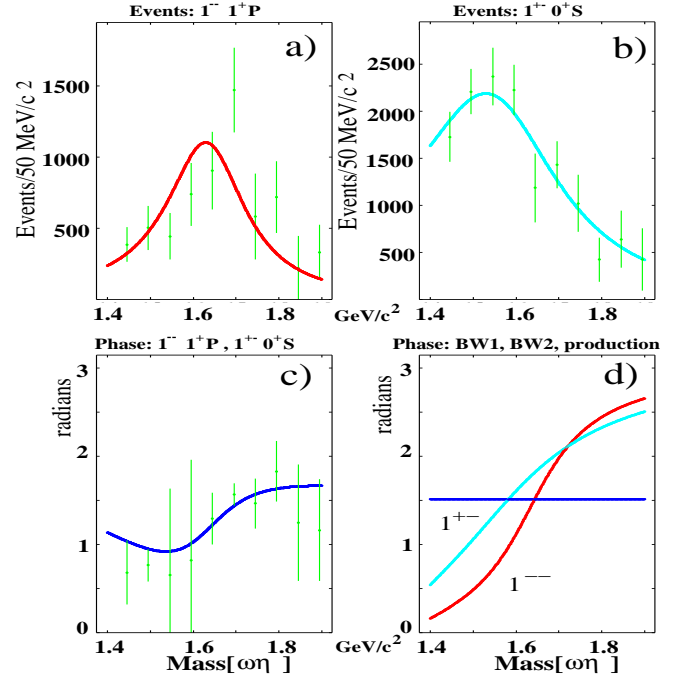 Events: 1⁻⁻ 1⁺P
Events: 1⁺⁻ 0⁺S
a)
b)
Events/50 MeV/c 2
1500
1000
500
Events/50 MeV/c 2
2500
2000
1500
1000
500
1.4 1.6 1.8
GeV/c²
1.4 1.6 1.8
Phase: 1⁻⁻ 1⁺P , 1⁺⁻ 0⁺S
Phase: BW1, BW2, production
c)
d)
radians
3
2
1
0
radians
3
2
1
0
1⁺⁻
1⁻⁻
1.4 1.6 1.8
GeV/c²
1.4 1.6 1.8
Mass[ωη ]
Mass[ωη ]